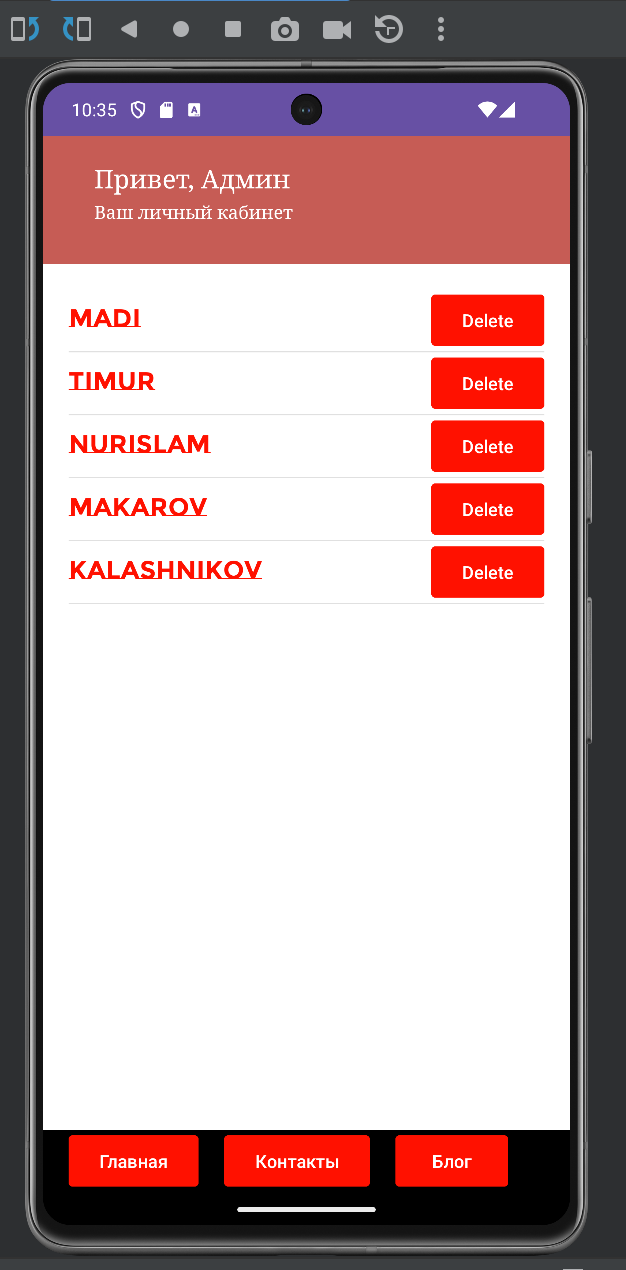 10:35
Привет, Админ
Ваш личный кабинет
MADI Delete
TIMUR Delete
NURISLAM Delete
MAKAROV Delete
KALASHNIKOV Delete
Главная Контакты Блог